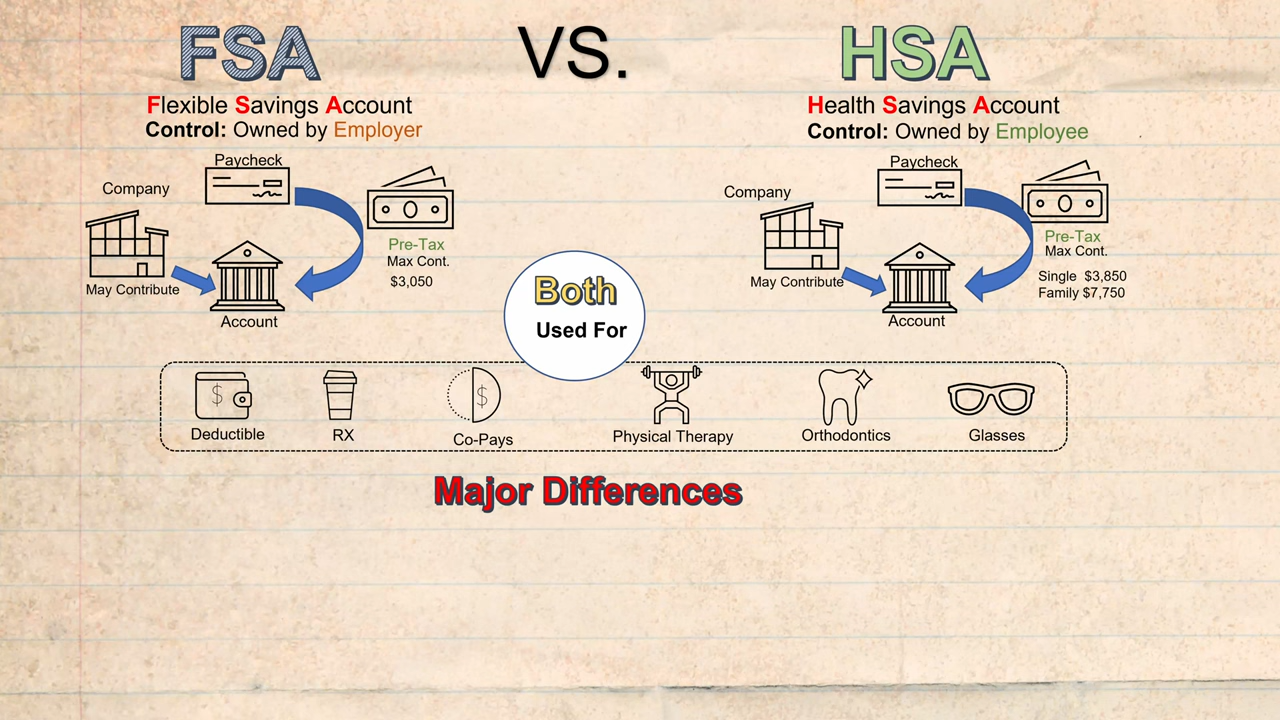 FSA
VS.
HSA
Flexible Savings Account
Control: Owned by Employer
Paycheck
Company
Pre-Tax
Max Cont.
$3,050
May Contribute
Account
Health Savings Account
Control: Owned by Employee
Paycheck
Company
Pre-Tax
Max Cont.
Single $3,850
Family $7,750
May Contribute
Account
Both
Used For
$
Deductible
RX
$
Co-Pays
Physical Therapy
Orthodontics
Glasses
Major Differences